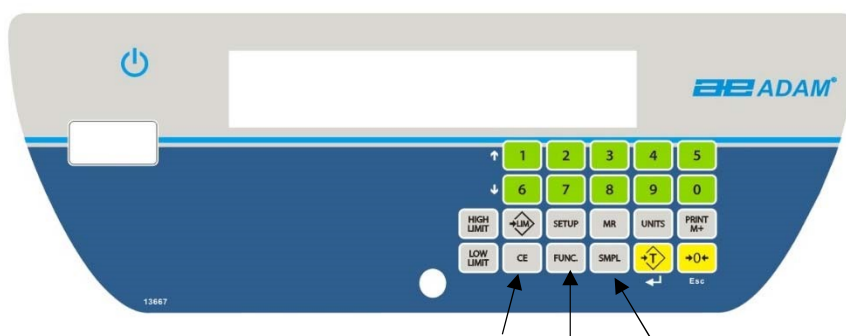 ae ADAM®
↑ 1 2 3 4 5
↓ 6 7 8 9 0
HIGH LIMIT →LIM SETUP MR UNITS PRINT M+
LOW LIMIT CE FUNC. SMPL →T →0←
↵ Esc
13667